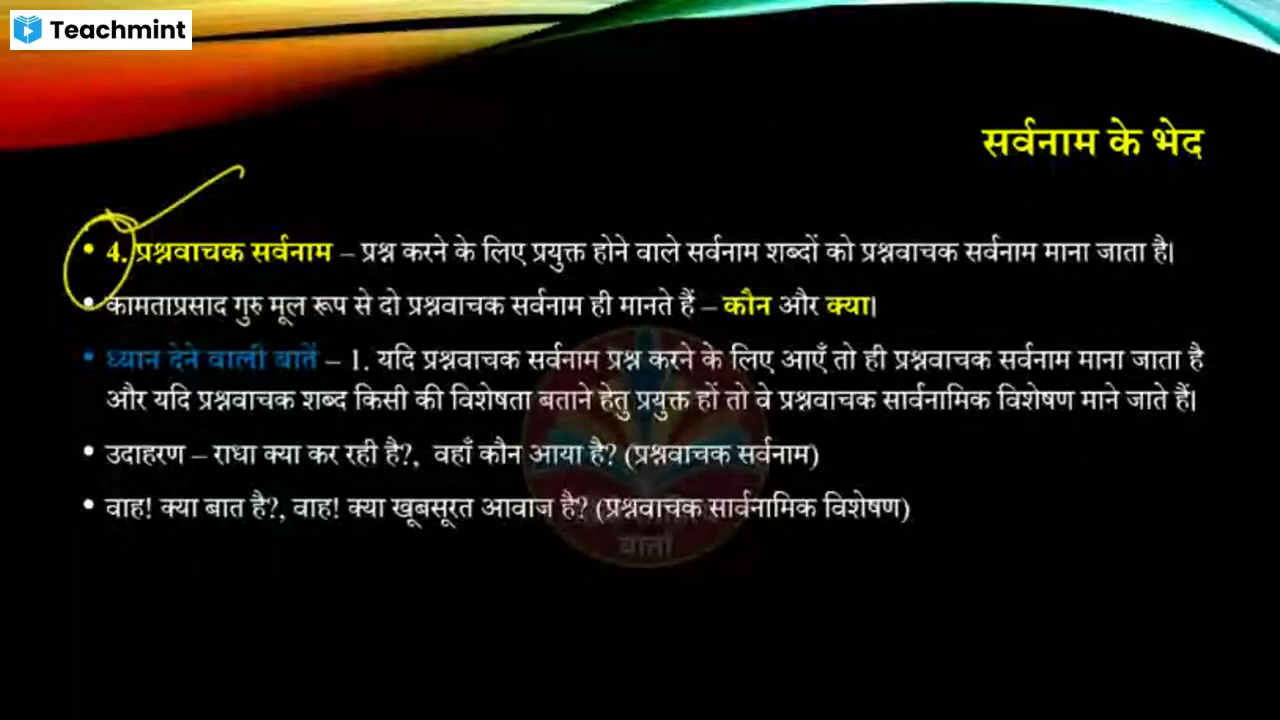 Teachmint
सर्वनाम के भेद
• 4. प्रश्नवाचक सर्वनाम – प्रश्न करने के लिए प्रयुक्त होने वाले सर्वनाम शब्दों को प्रश्नवाचक सर्वनाम माना जाता है।
• कामताप्रसाद गुरु मूल रूप से दो प्रश्नवाचक सर्वनाम ही मानते हैं – कौन और क्या।
• ध्यान देने वाली बातें – 1. यदि प्रश्नवाचक सर्वनाम प्रश्न करने के लिए आएँ तो ही प्रश्नवाचक सर्वनाम माना जाता है
और यदि प्रश्नवाचक शब्द किसी की विशेषता बताने हेतु प्रयुक्त हों तो वे प्रश्नवाचक सार्वनामिक विशेषण माने जाते हैं।
• उदाहरण – राधा क्या कर रही है?, वहाँ कौन आया है? (प्रश्नवाचक सर्वनाम)
• वाह! क्या बात है?, वाह! क्या खूबसूरत आवाज है? (प्रश्नवाचक सार्वनामिक विशेषण)
वार्ता